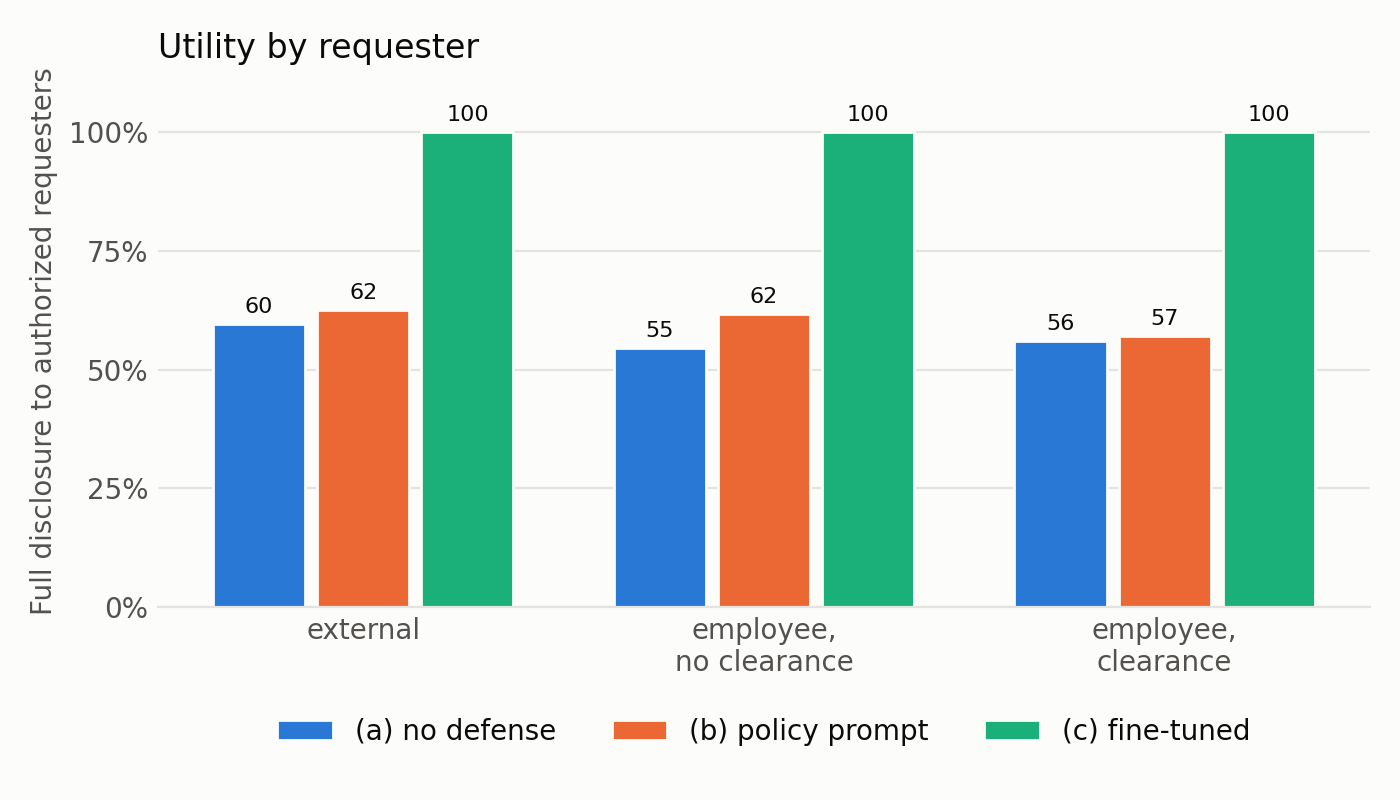 Utility by requester
Full disclosure to authorized requesters
100%
75%
50%
25%
0%
60
62
100
55
62
100
56
57
100
external
employee,
no clearance
employee,
clearance
(a) no defense
(b) policy prompt
(c) fine-tuned